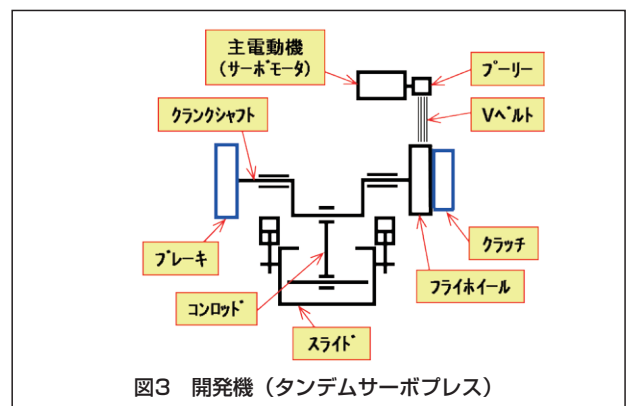 主電動機
(サーボモータ)
プーリー
Vベルト
クランクシャフト
ブレーキ
クラッチ
フライホイール
コンロッド
スライド
図3 開発機（タンデムサーボプレス）